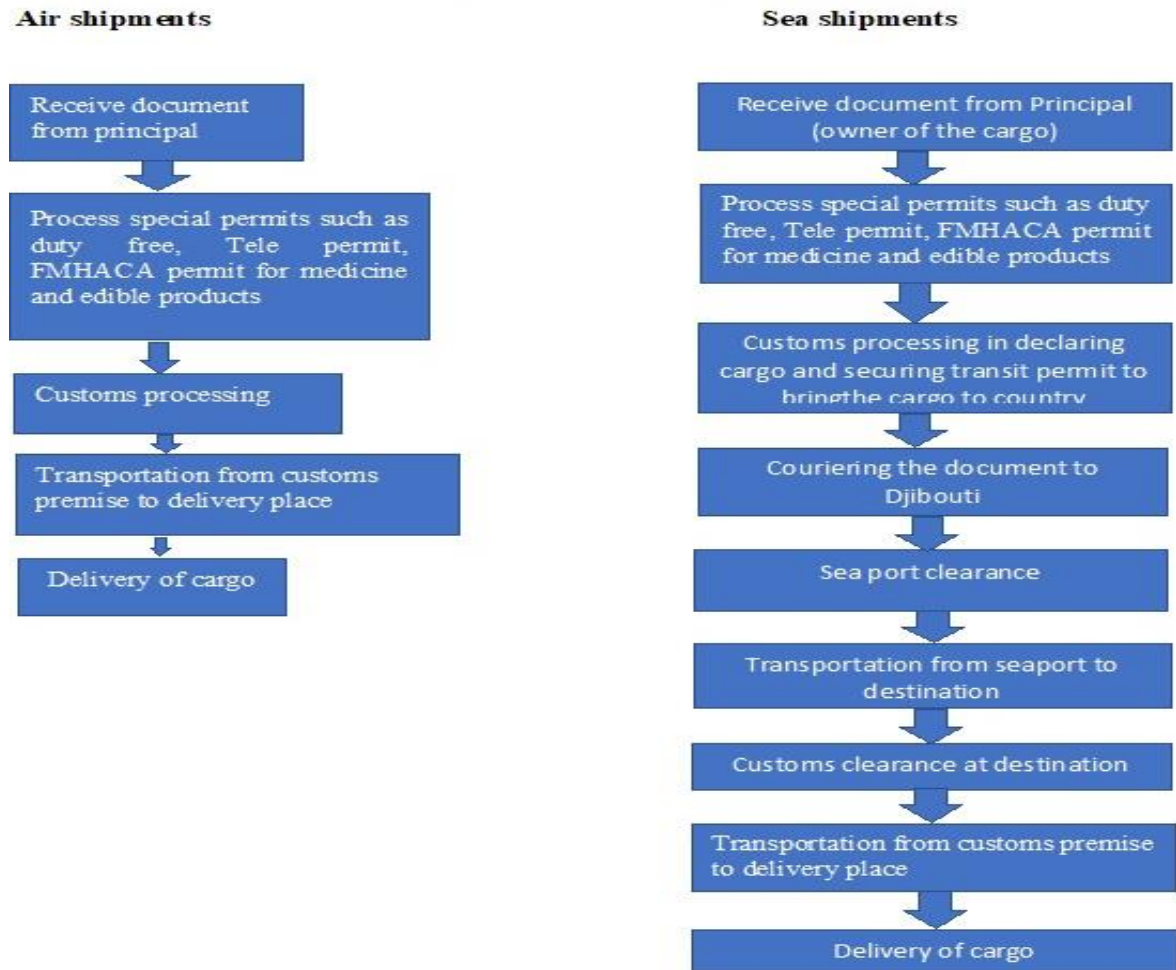 Air shipments
Receive document
from principal
Process special permits such as
duty free, Tele permit,
FMHACA permit for medicine
and edible products
Customs processing
Transportation from customs
premise to delivery place
Delivery of cargo
Sea shipments
Receive document from Principal
(owner of the cargo)
Process special permits such as duty
free, Tele permit, FMHACA permit
for medicine and edible products
Customs processing in declaring
cargo and securing transit permit to
bringthe cargo to country
Couriering the document to
Djibouti
Sea port clearance
Transportation from seaport to
destination
Customs clearance at destination
Transportation from customs premise
to delivery place
Delivery of cargo